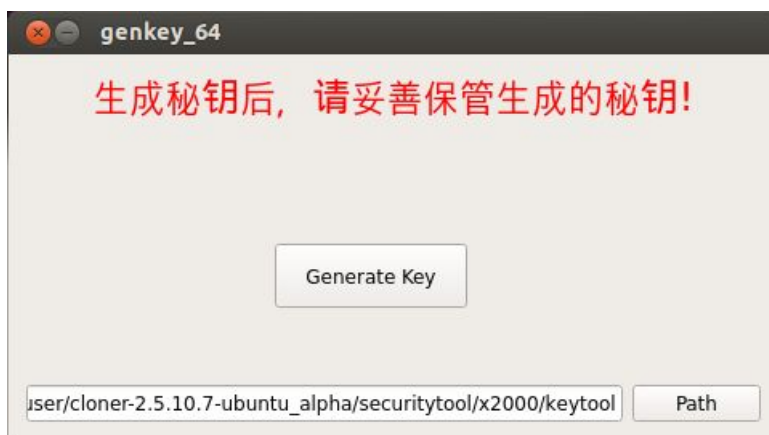 genkey_64
生成秘钥后，请妥善保管生成的秘钥!
Generate Key
user/cloner-2.5.10.7-ubuntu_alpha/securitytool/x2000/keytool
Path